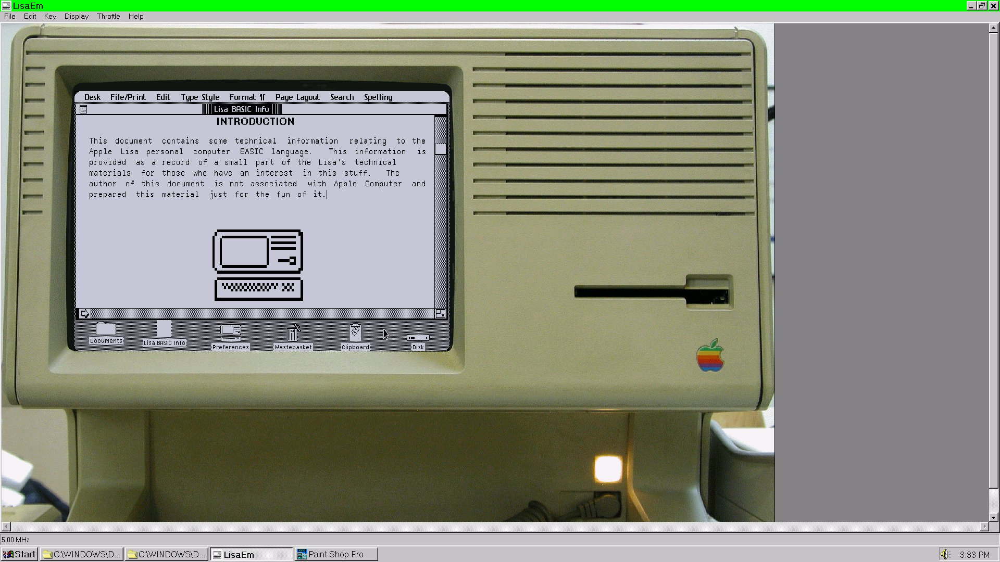 LisaEm
File Edit Key Display Throttle Help
Desk File/Print Edit Type Style Format ¶ Page Layout Search Spelling
Lisa BASIC Info
INTRODUCTION
This document contains some technical information relating to the
Apple Lisa personal computer BASIC language. This information is
provided as a record of a small part of the Lisa's technical
materials for those who have an interest in this stuff. The
author of this document is not associated with Apple Computer and
prepared this material just for the fun of it.
Documents Lisa BASIC Info Preferences Wastebasket Clipboard Disk
5.00 MHz
Start C:\WINDOWS\D... C:\WINDOWS\D... LisaEm Paint Shop Pro 3:33 PM